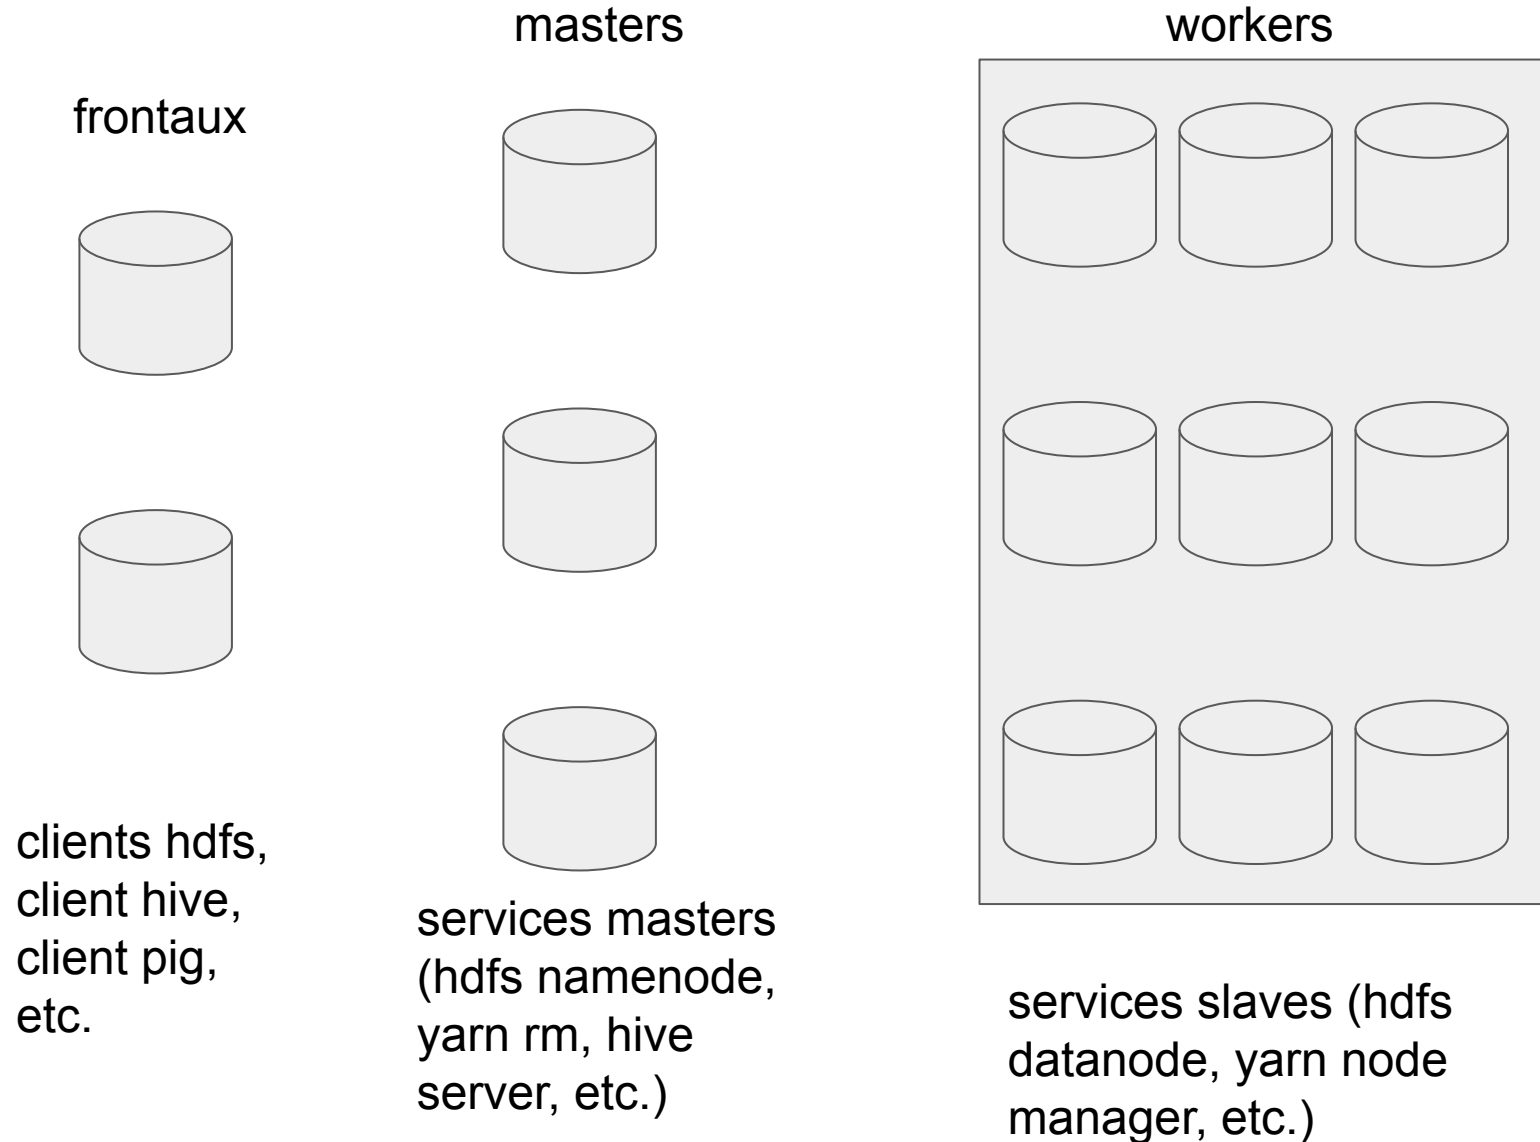 masters
workers
frontaux
clients hdfs,
client hive,
client pig,
etc.
services masters
(hdfs namenode,
yarn rm, hive
server, etc.)
services slaves (hdfs
datanode, yarn node
manager, etc.)